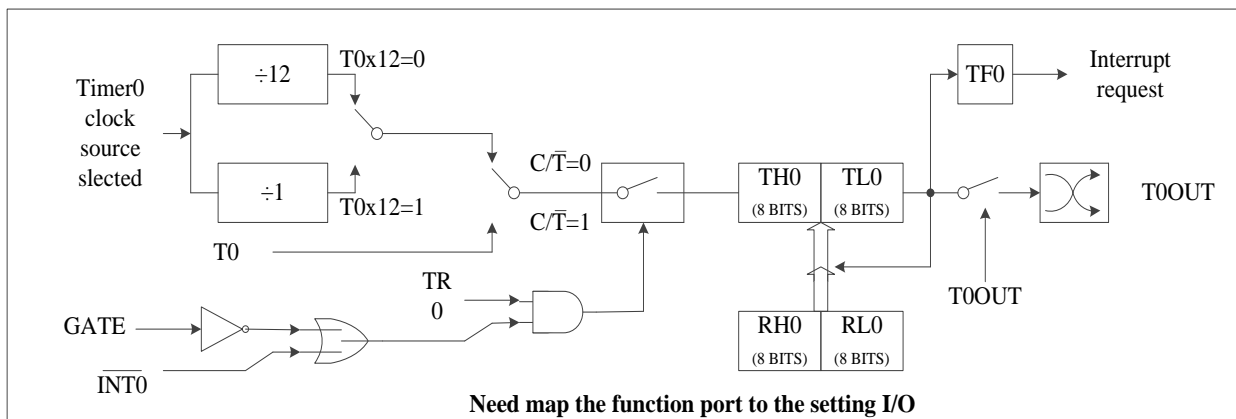 T0x12=0
÷12
Timer0
clock
source
slected
÷1
T0x12=1
T0
C/T̅=0
C/T̅=1
TR
0
GATE
I̅N̅T̅0̅
TH0
(8 BITS)
TL0
(8 BITS)
RH0
(8 BITS)
RL0
(8 BITS)
TF0
Interrupt
request
T0OUT
T0OUT
Need map the function port to the setting I/O